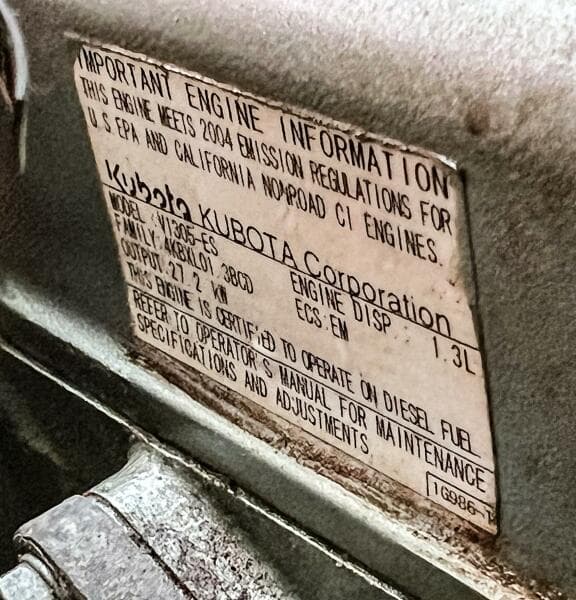 IMPORTANT ENGINE INFORMATION
THIS ENGINE MEETS 2004 EMISSION REGULATIONS FOR
U.S.EPA AND CALIFORNIA NONROAD CI ENGINES.
Kubota KUBOTA Corporation
MODEL :V1305-ES ENGINE DISP 1.3L
FAMILY:4KBXL01.3BCD ECS:EM
OUTPUT:27.2 KW
THIS ENGINE IS CERTIFIED TO OPERATE ON DIESEL FUEL
REFER TO OPERATOR'S MANUAL FOR MAINTENANCE
SPECIFICATIONS AND ADJUSTMENTS
1G986-1